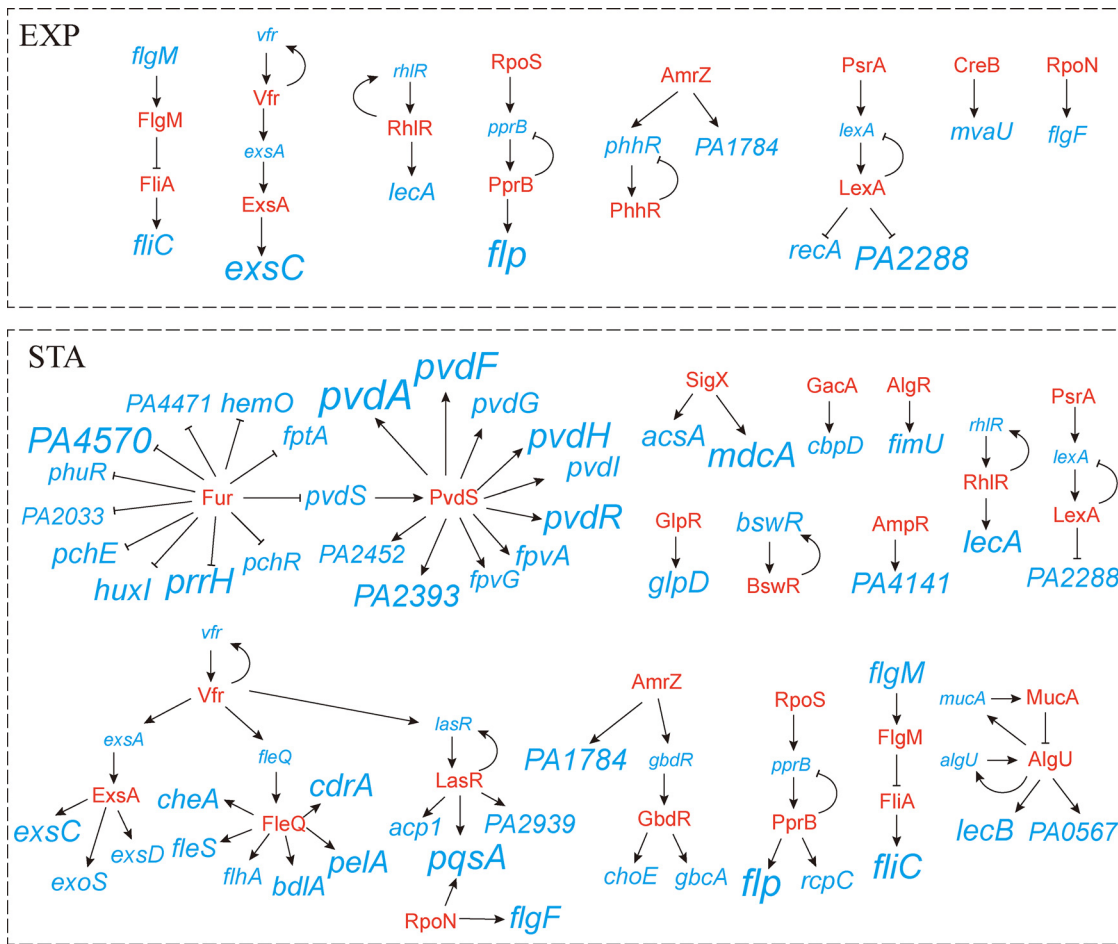 EXP
flgM
FlgM
FliA
fliC
vfr
Vfr
exsA
ExsA
exsC
rhlR
RhlR
lecA
RpoS
pprB
PprB
flp
AmrZ
phhR
PA1784
PhhR
PsrA
lexA
LexA
recA
PA2288
CreB
mvaU
RpoN
flgF
STA
PA4471
hemO
PA4570
fptA
phuR
Fur
PA2033
pchE
huxI
prrH
pchR
pvdS
PvdS
pvdA
pvdF
pvdG
pvdH
pvdI
pvdR
fpvA
fpvG
PA2393
PA2452
SigX
acsA
mdcA
GacA
cbpD
AlgR
fimU
rhlR
RhlR
lecA
PsrA
lexA
LexA
PA2288
GlpR
glpD
bswR
BswR
AmpR
PA4141
vfr
Vfr
exsA
ExsA
exsC
exoS
exsD
fleQ
FleQ
cheA
cdrA
fleS
flhA
bdlA
pelA
lasR
LasR
acp1
pqsA
PA2939
RpoN
flgF
AmrZ
PA1784
gbdR
GbdR
choE
gbcA
RpoS
pprB
PprB
flp
rcpC
flgM
FlgM
FliA
fliC
mucA
MucA
algU
AlgU
lecB
PA0567